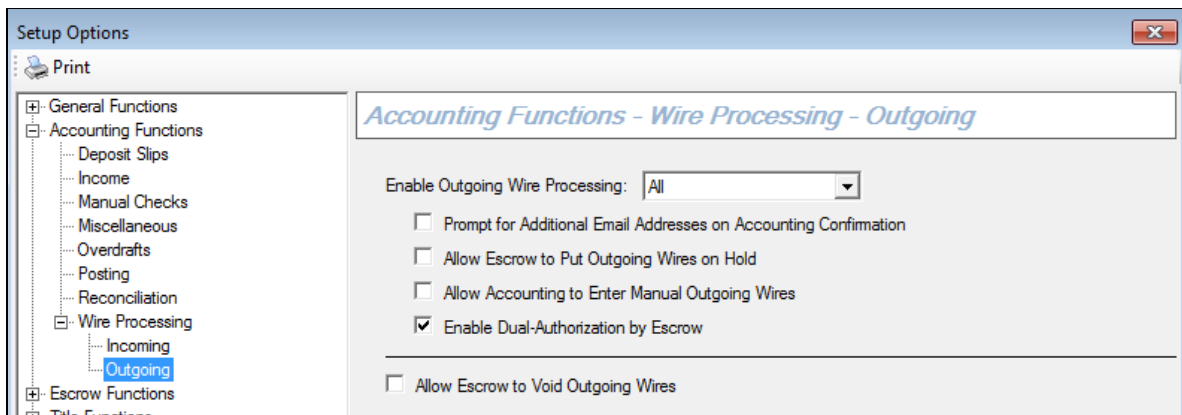 Setup Options
Print
General Functions
Accounting Functions
Deposit Slips
Income
Manual Checks
Miscellaneous
Overdrafts
Posting
Reconciliation
Wire Processing
Incoming
Outgoing
Escrow Functions
Title Functions
Accounting Functions - Wire Processing - Outgoing
Enable Outgoing Wire Processing: All
Prompt for Additional Email Addresses on Accounting Confirmation
Allow Escrow to Put Outgoing Wires on Hold
Allow Accounting to Enter Manual Outgoing Wires
Enable Dual-Authorization by Escrow
Allow Escrow to Void Outgoing Wires